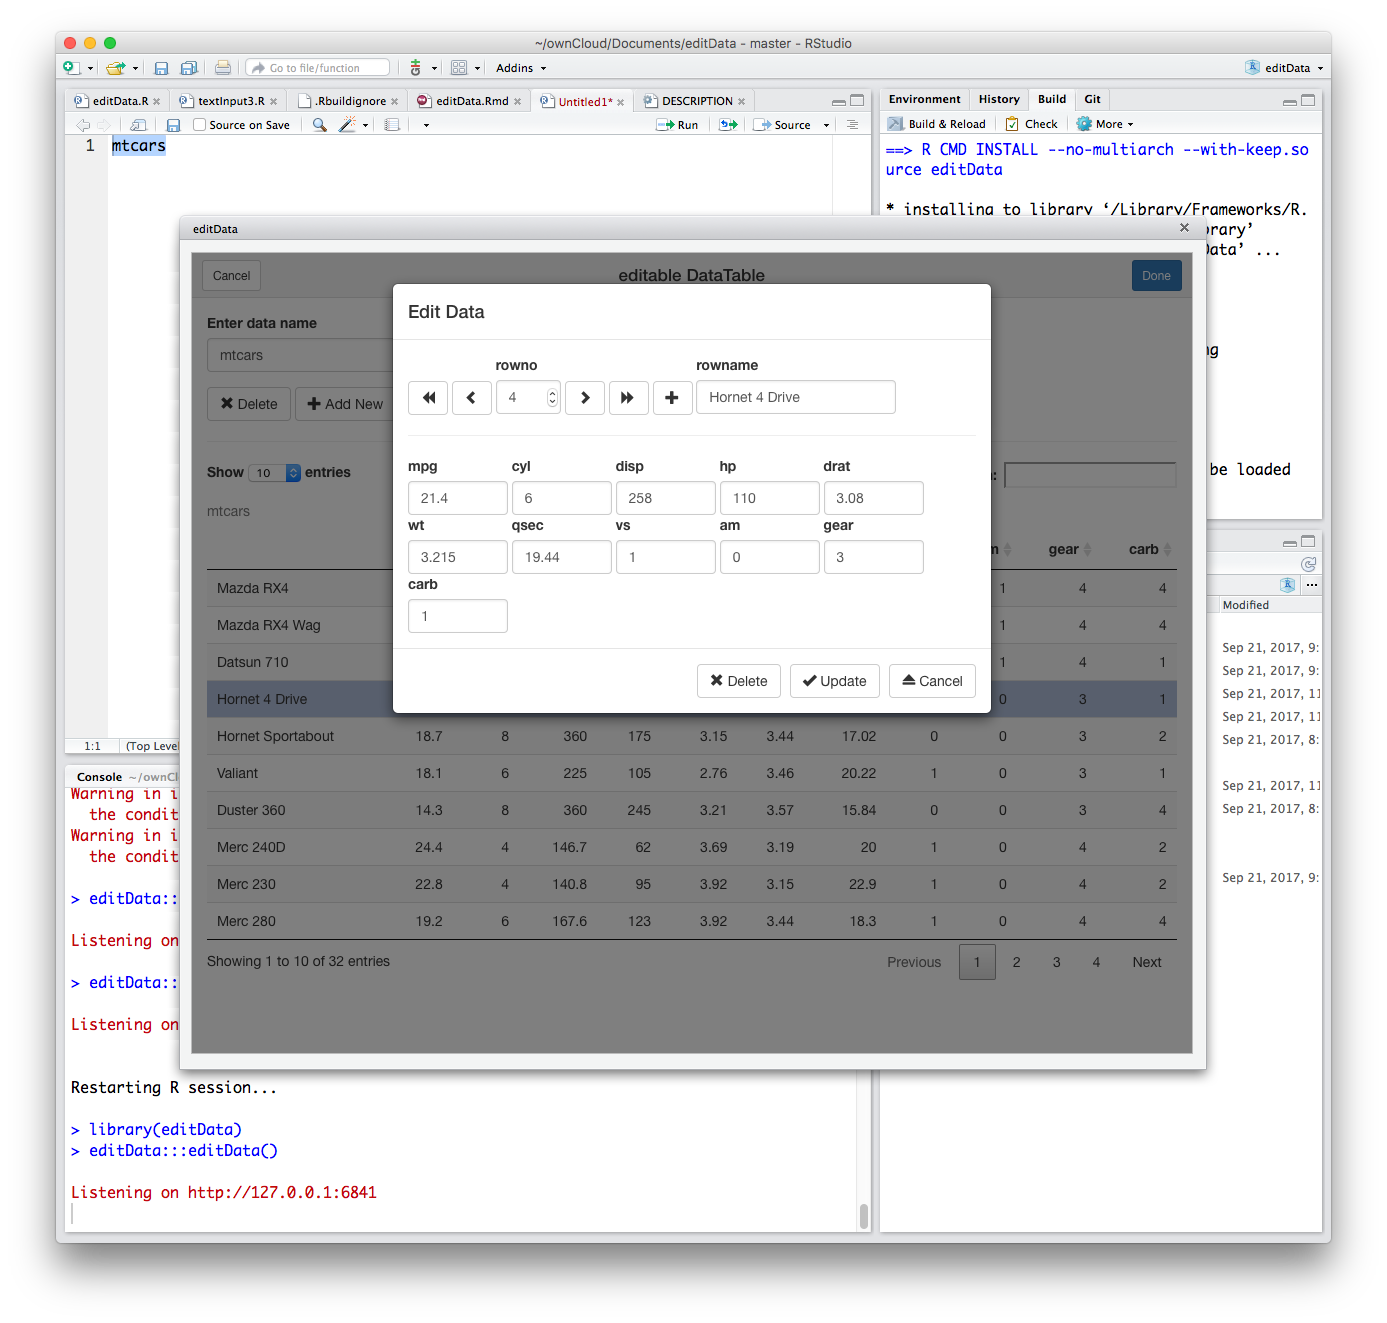 ~/ownCloud/Documents/editData - master - RStudio
Go to file/function
Addins
editData
editData.R
textInput3.R
.Rbuildignore
editData.Rmd
Untitled1*
DESCRIPTION
Source on Save
Run
Source
1 mtcars
1:1 (Top Level
Environment History Build Git
Build & Reload Check More
==> R CMD INSTALL --no-multiarch --with-keep.so
urce editData
* installing to library ‘/Library/Frameworks/R.
brary’
Data’ ...
ng
be loaded
editData
Cancel
editable DataTable
Done
Enter data name
mtcars
Delete
Add New
Show 10 entries
:
mtcars
m gear carb
Mazda RX4 1 4 4
Mazda RX4 Wag 1 4 4
Datsun 710 1 4 1
Hornet 4 Drive 0 3 1
Hornet Sportabout 18.7 8 360 175 3.15 3.44 17.02 0 0 3 2
Valiant 18.1 6 225 105 2.76 3.46 20.22 1 0 3 1
Duster 360 14.3 8 360 245 3.21 3.57 15.84 0 0 3 4
Merc 240D 24.4 4 146.7 62 3.69 3.19 20 1 0 4 2
Merc 230 22.8 4 140.8 95 3.92 3.15 22.9 1 0 4 2
Merc 280 19.2 6 167.6 123 3.92 3.44 18.3 1 0 4 4
Showing 1 to 10 of 32 entries
Previous 1 2 3 4 Next
Edit Data
rowno rowname
4 Hornet 4 Drive
mpg cyl disp hp drat
21.4 6 258 110 3.08
wt qsec vs am gear
3.215 19.44 1 0 3
carb
1
Delete Update Cancel
Modified
Sep 21, 2017, 9:
Sep 21, 2017, 9:
Sep 21, 2017, 11
Sep 21, 2017, 11
Sep 21, 2017, 8:
Sep 21, 2017, 11
Sep 21, 2017, 8:
Sep 21, 2017, 9:
Console ~/ownCl
Warning in i
the condit
Warning in i
the condit
> editData::
Listening on
> editData::
Listening on
Restarting R session...
> library(editData)
> editData:::editData()
Listening on http://127.0.0.1:6841